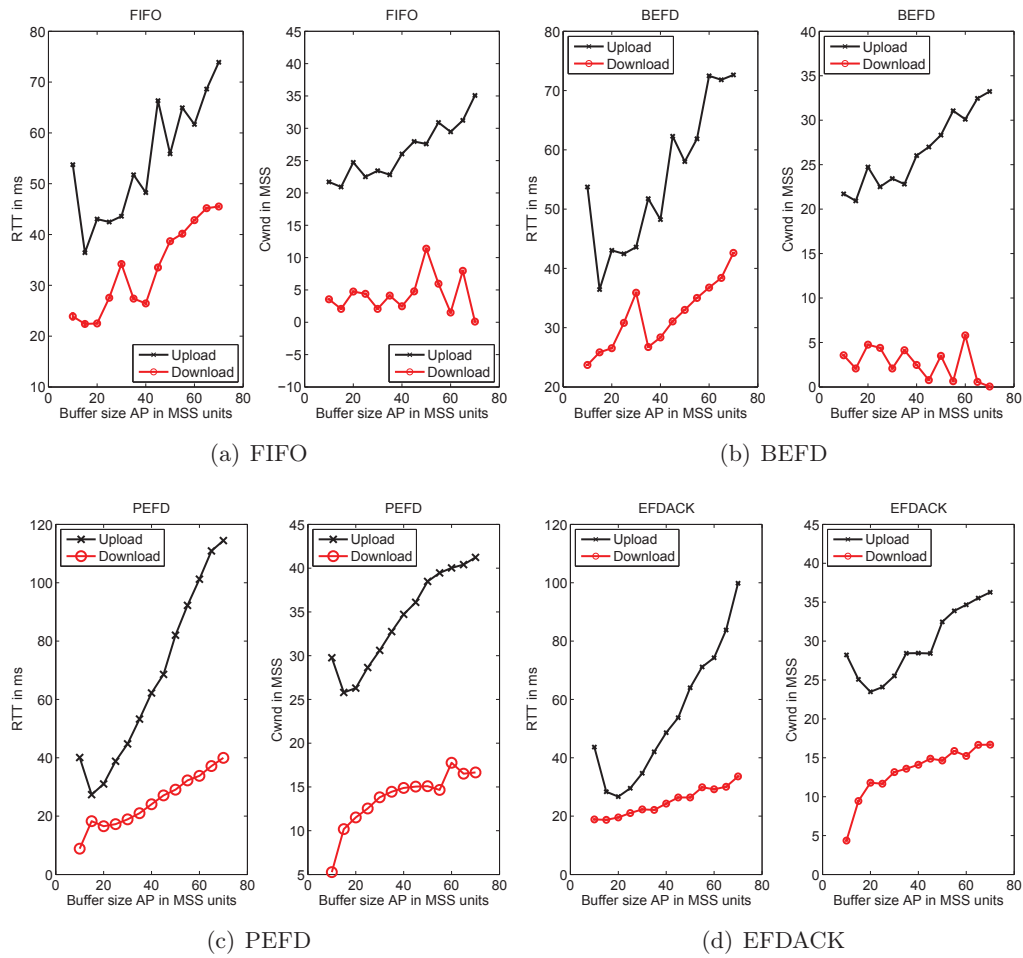 FIFO
80
70
60
50
40
30
20
10
RTT in ms
0 20 40 60 80
Buffer size AP in MSS units
Upload
Download
FIFO
45
40
35
30
25
20
15
10
5
0
−5
−10
Cwnd in MSS
0 20 40 60 80
Buffer size AP in MSS units
Upload
Download
(a) FIFO
BEFD
80
70
60
50
40
30
20
RTT in ms
0 20 40 60 80
Buffer size AP in MSS units
Upload
Download
BEFD
40
35
30
25
20
15
10
5
0
Cwnd in MSS
0 20 40 60 80
Buffer size AP in MSS units
Upload
Download
(b) BEFD
PEFD
120
100
80
60
40
20
0
RTT in ms
0 20 40 60 80
Buffer size AP in MSS units
Upload
Download
PEFD
45
40
35
30
25
20
15
10
5
Cwnd in MSS
0 20 40 60 80
Buffer size AP in MSS units
Upload
Download
(c) PEFD
EFDACK
120
100
80
60
40
20
0
RTT in ms
0 20 40 60 80
Buffer size AP in MSS units
Upload
Download
EFDACK
45
40
35
30
25
20
15
10
5
0
Cwnd in MSS
0 20 40 60 80
Buffer size AP in MSS units
Upload
Download
(d) EFDACK